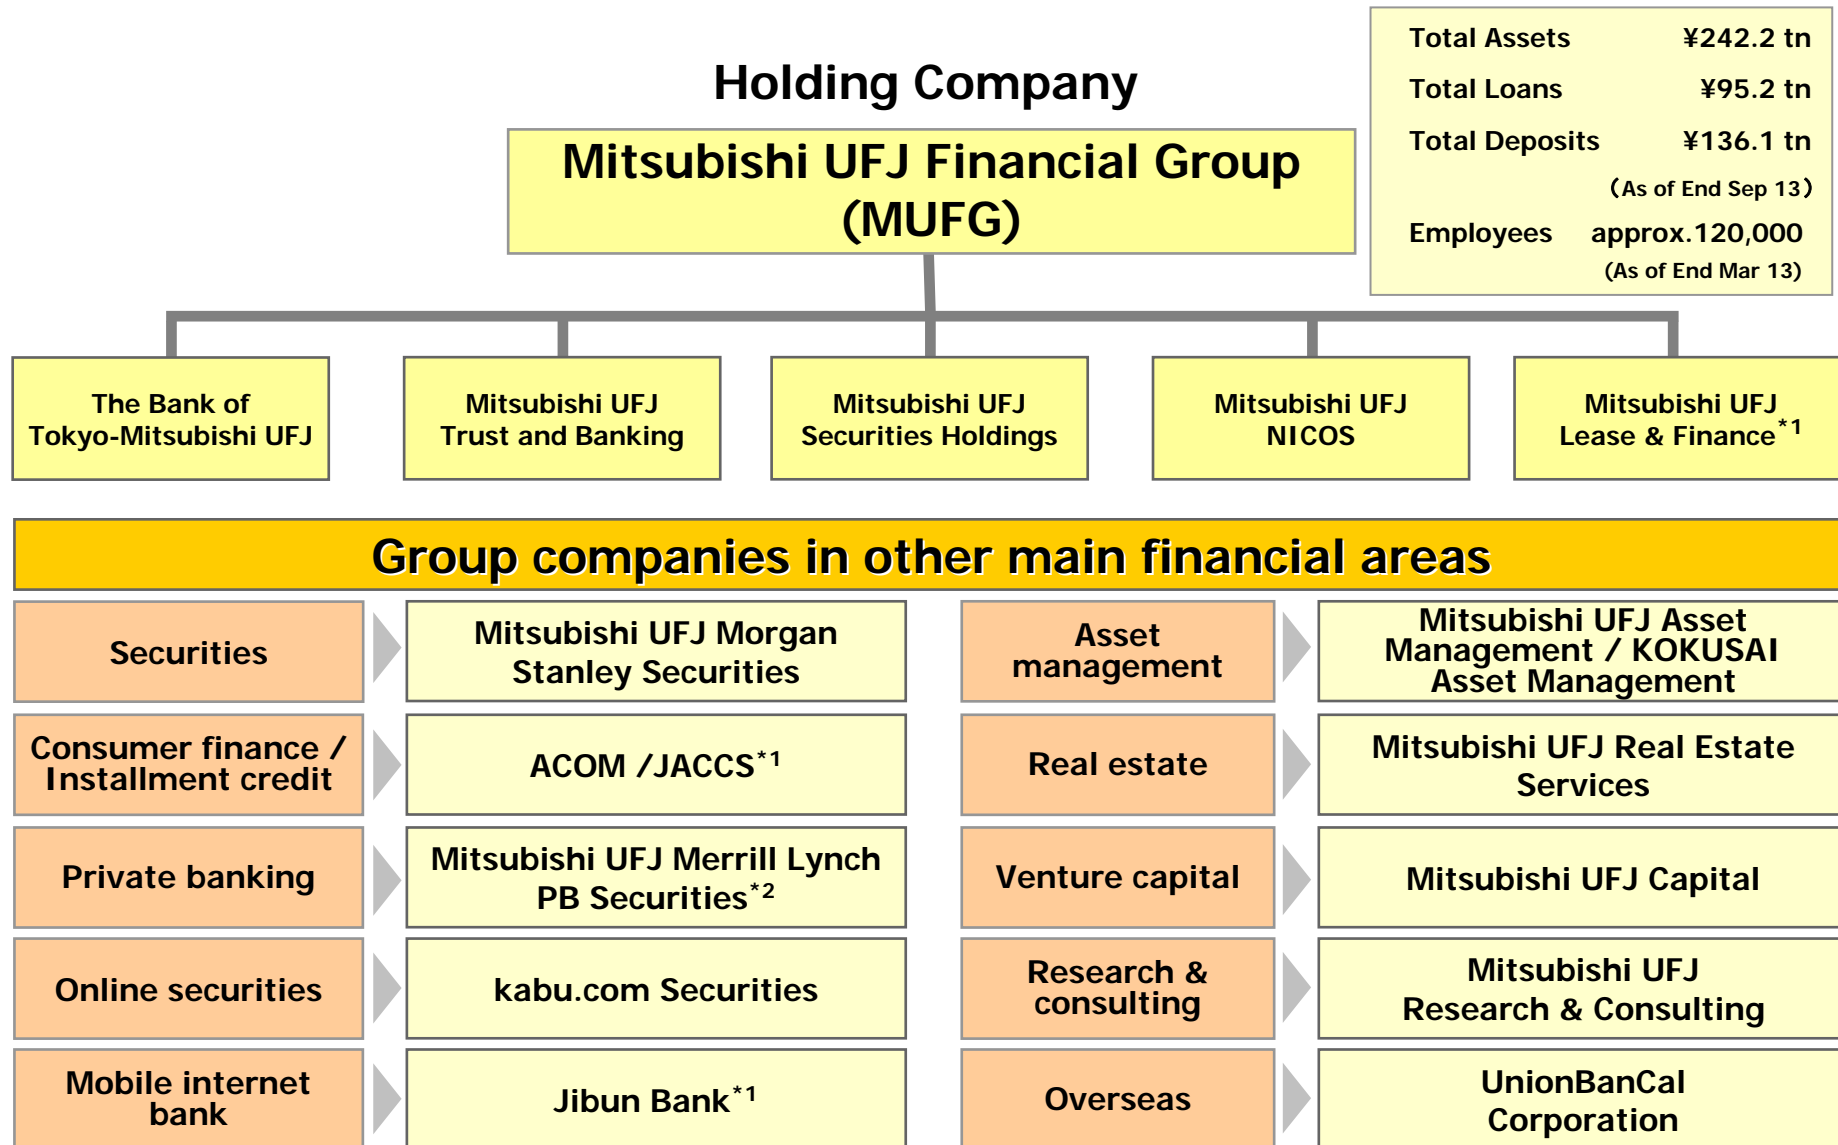 Holding Company
Mitsubishi UFJ Financial Group
(MUFG)
Total Assets ¥242.2 tn
Total Loans ¥95.2 tn
Total Deposits ¥136.1 tn
(As of End Sep 13)
Employees approx.120,000
(As of End Mar 13)
The Bank of
Tokyo-Mitsubishi UFJ
Mitsubishi UFJ
Trust and Banking
Mitsubishi UFJ
Securities Holdings
Mitsubishi UFJ
NICOS
Mitsubishi UFJ
Lease & Finance*1
Group companies in other main financial areas
Securities
Mitsubishi UFJ Morgan
Stanley Securities
Asset
management
Mitsubishi UFJ Asset
Management / KOKUSAI
Asset Management
Consumer finance /
Installment credit
ACOM /JACCS*1
Real estate
Mitsubishi UFJ Real Estate
Services
Private banking
Mitsubishi UFJ Merrill Lynch
PB Securities*2
Venture capital
Mitsubishi UFJ Capital
Online securities
kabu.com Securities
Research &
consulting
Mitsubishi UFJ
Research & Consulting
Mobile internet
bank
Jibun Bank*1
Overseas
UnionBanCal
Corporation